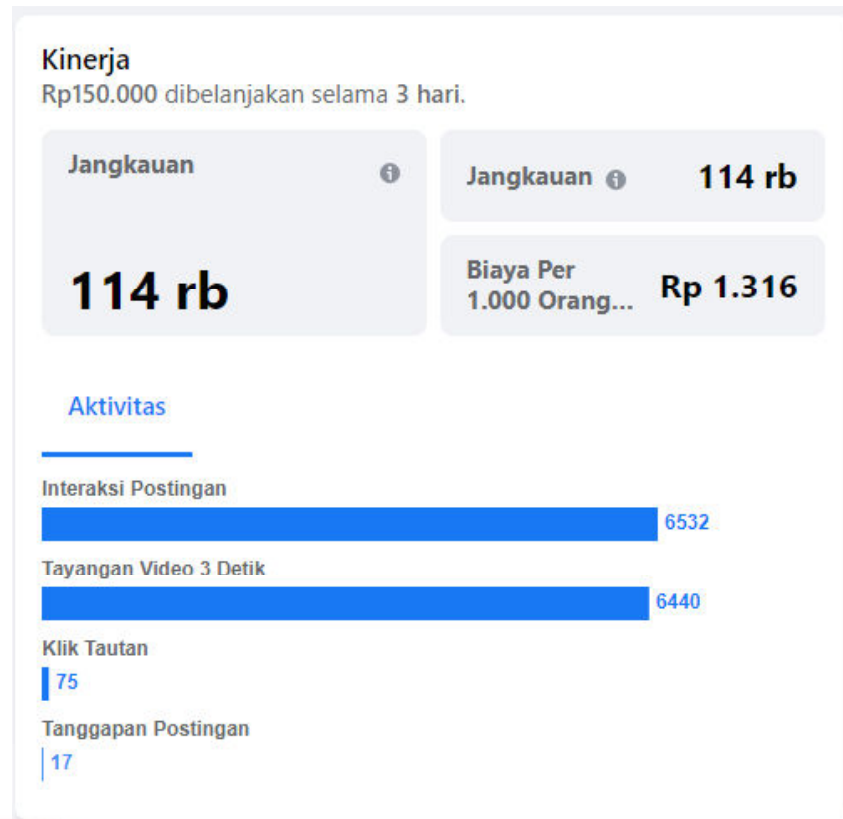 Kinerja
Rp150.000 dibelanjakan selama 3 hari.
Jangkauan
114 rb
Jangkauan 114 rb
Biaya Per
1.000 Orang...
Rp 1.316
Aktivitas
Interaksi Postingan
6532
Tayangan Video 3 Detik
6440
Klik Tautan
75
Tanggapan Postingan
17